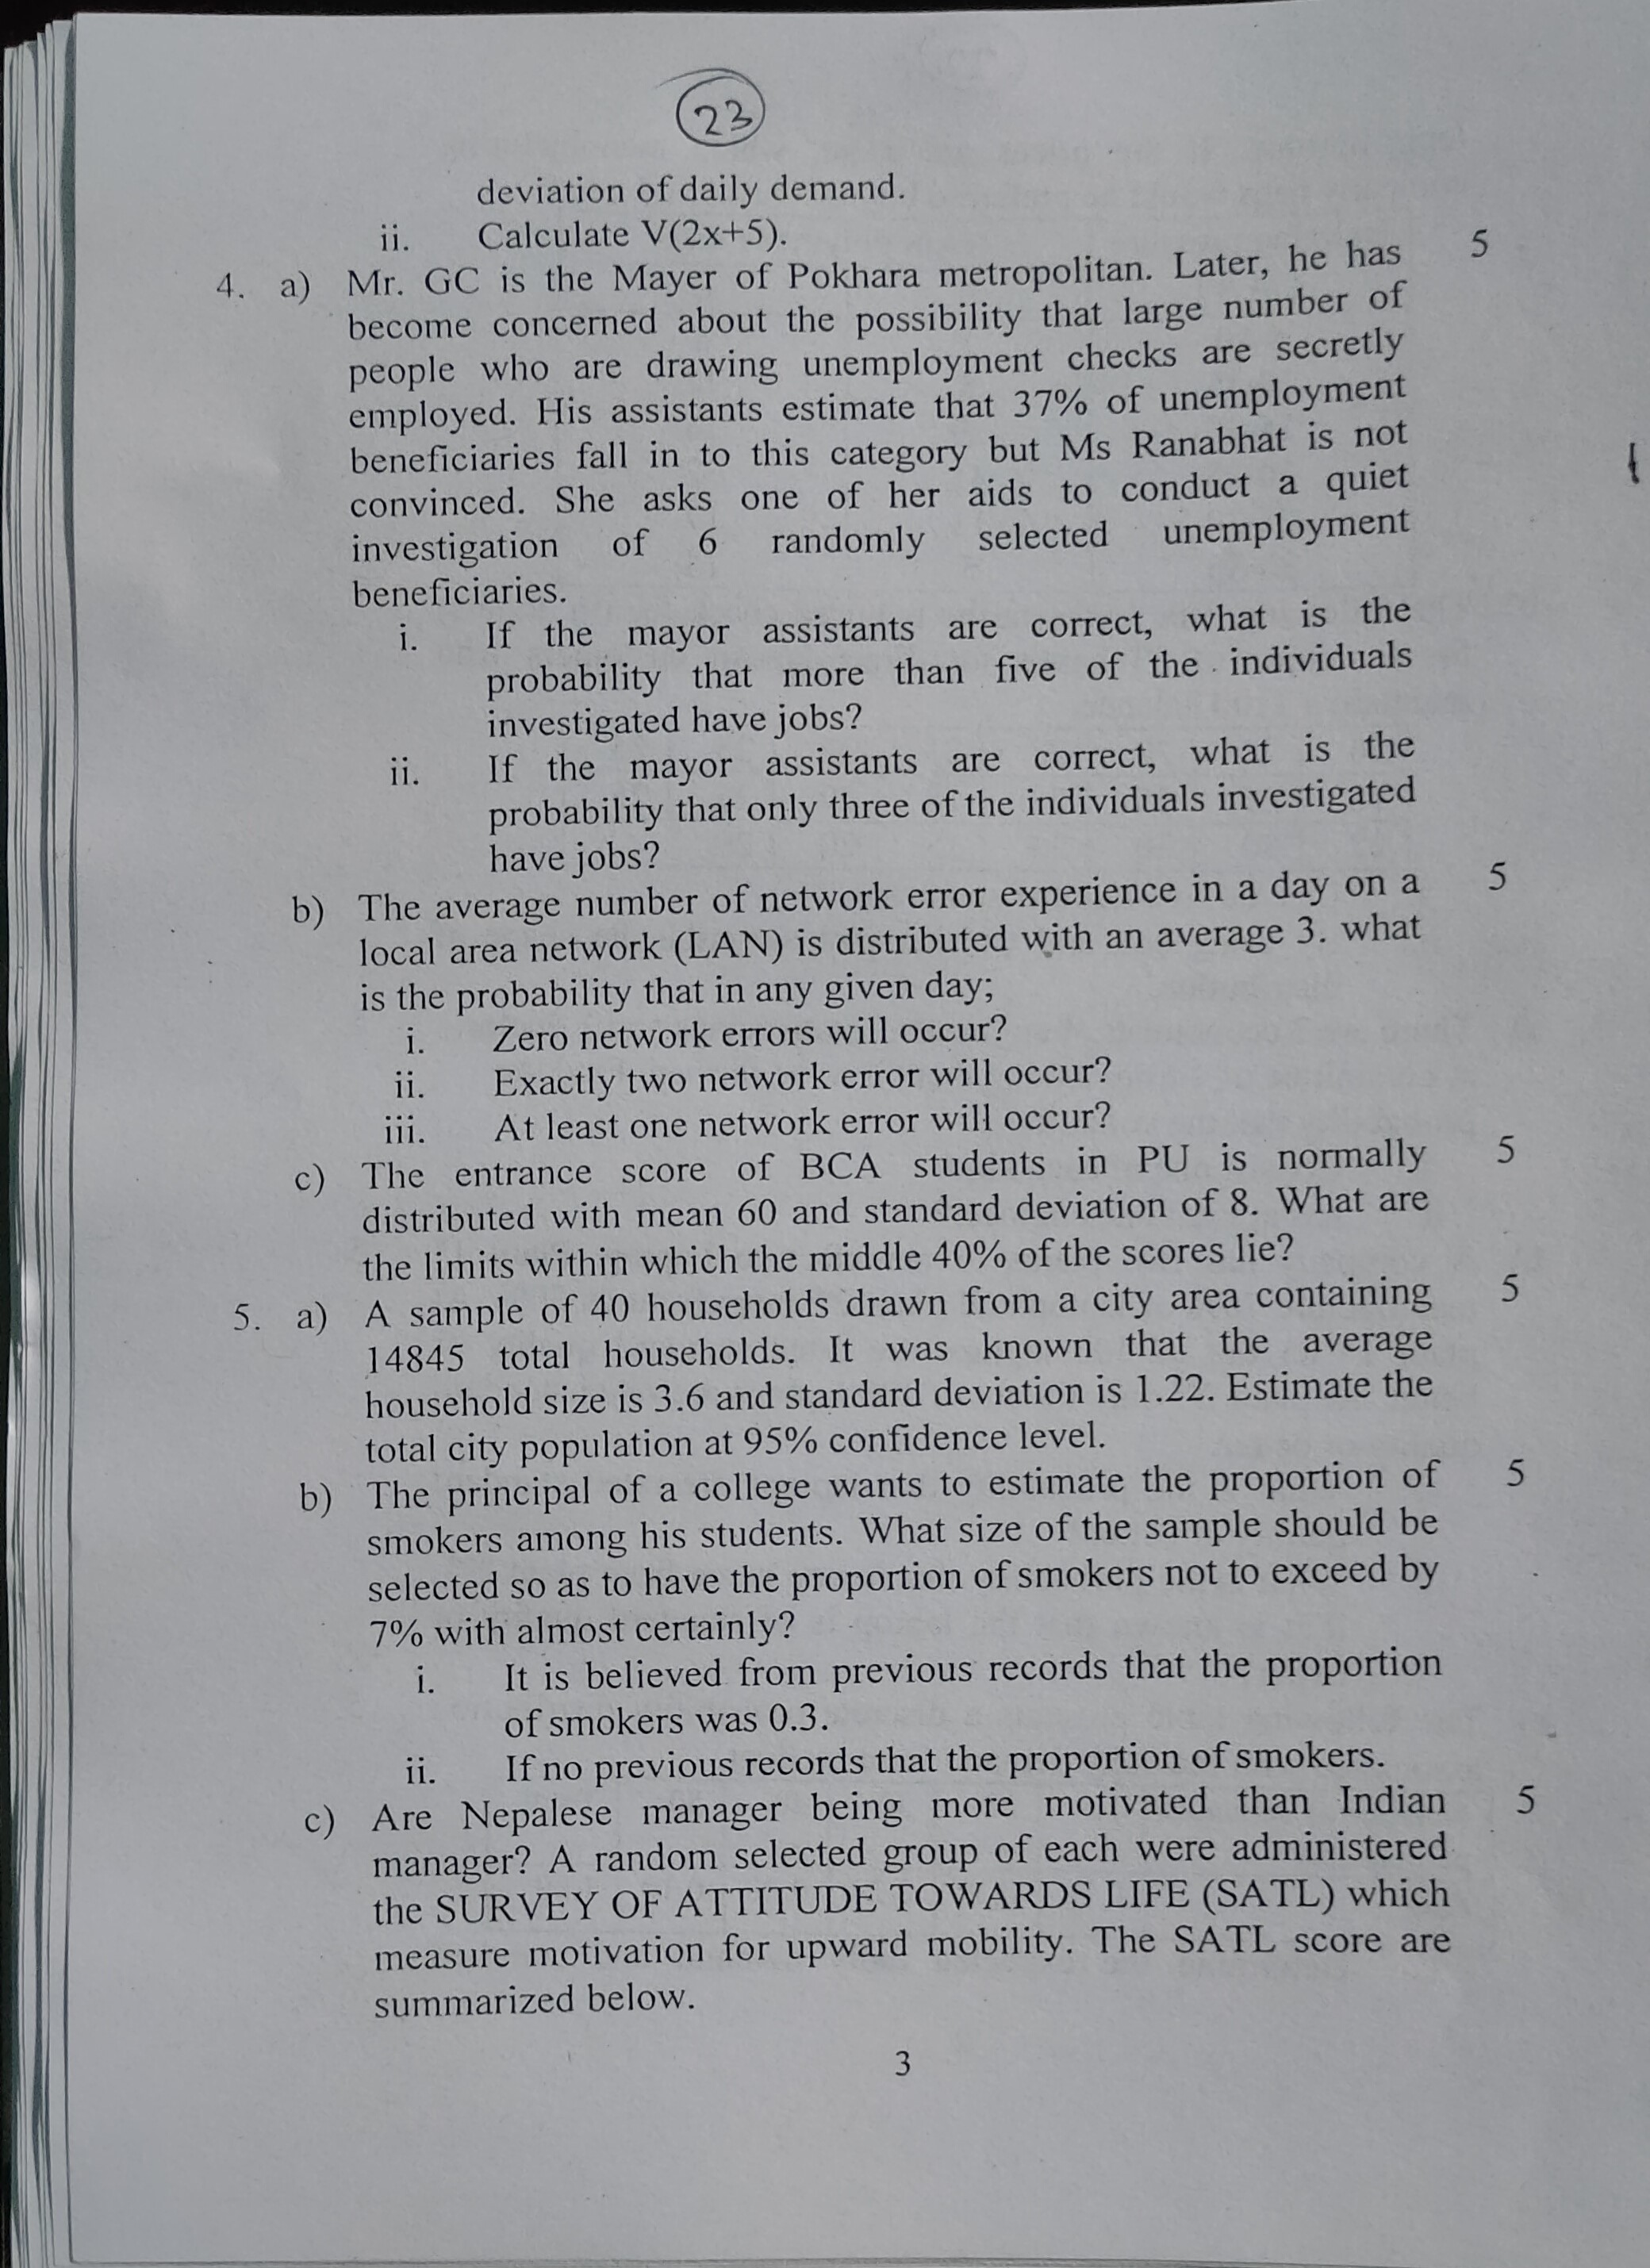 23
deviation of daily demand.
ii. Calculate V(2x+5).
4. a) Mr. GC is the Mayer of Pokhara metropolitan. Later, he has 5
become concerned about the possibility that large number of
people who are drawing unemployment checks are secretly
employed. His assistants estimate that 37% of unemployment
beneficiaries fall in to this category but Ms Ranabhat is not
convinced. She asks one of her aids to conduct a quiet
investigation of 6 randomly selected unemployment
beneficiaries.
i. If the mayor assistants are correct, what is the
probability that more than five of the individuals
investigated have jobs?
ii. If the mayor assistants are correct, what is the
probability that only three of the individuals investigated
have jobs?
b) The average number of network error experience in a day on a 5
local area network (LAN) is distributed with an average 3. what
is the probability that in any given day;
i. Zero network errors will occur?
ii. Exactly two network error will occur?
iii. At least one network error will occur?
c) The entrance score of BCA students in PU is normally 5
distributed with mean 60 and standard deviation of 8. What are
the limits within which the middle 40% of the scores lie?
5. a) A sample of 40 households drawn from a city area containing 5
14845 total households. It was known that the average
household size is 3.6 and standard deviation is 1.22. Estimate the
total city population at 95% confidence level.
b) The principal of a college wants to estimate the proportion of 5
smokers among his students. What size of the sample should be
selected so as to have the proportion of smokers not to exceed by
7% with almost certainly?
i. It is believed from previous records that the proportion
of smokers was 0.3.
ii. If no previous records that the proportion of smokers.
c) Are Nepalese manager being more motivated than Indian 5
manager? A random selected group of each were administered
the SURVEY OF ATTITUDE TOWARDS LIFE (SATL) which
measure motivation for upward mobility. The SATL score are
summarized below.
3